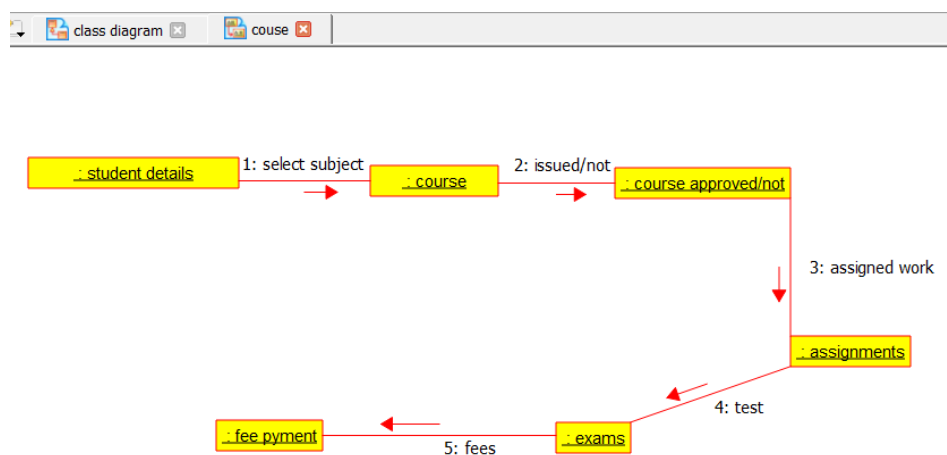 class diagram
couse
: student details
1: select subject
: course
2: issued/not
: course approved/not
3: assigned work
: assignments
4: test
: exams
5: fees
: fee pyment